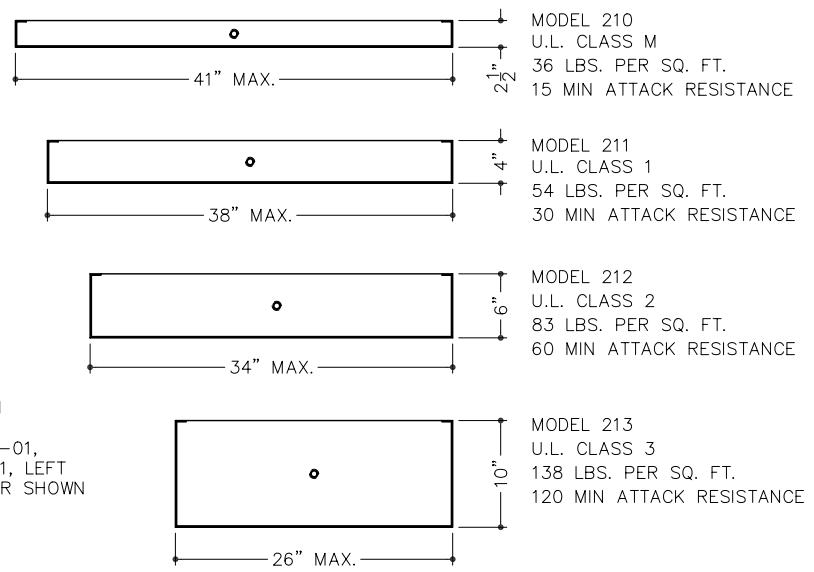 MODEL 210
U.L. CLASS M
36 LBS. PER SQ. FT.
15 MIN ATTACK RESISTANCE
41" MAX.
2 1/2"
MODEL 211
U.L. CLASS 1
54 LBS. PER SQ. FT.
30 MIN ATTACK RESISTANCE
4"
38" MAX.
MODEL 212
U.L. CLASS 2
83 LBS. PER SQ. FT.
60 MIN ATTACK RESISTANCE
6"
34" MAX.
-01,
1, LEFT
R SHOWN
MODEL 213
U.L. CLASS 3
138 LBS. PER SQ. FT.
120 MIN ATTACK RESISTANCE
10"
26" MAX.